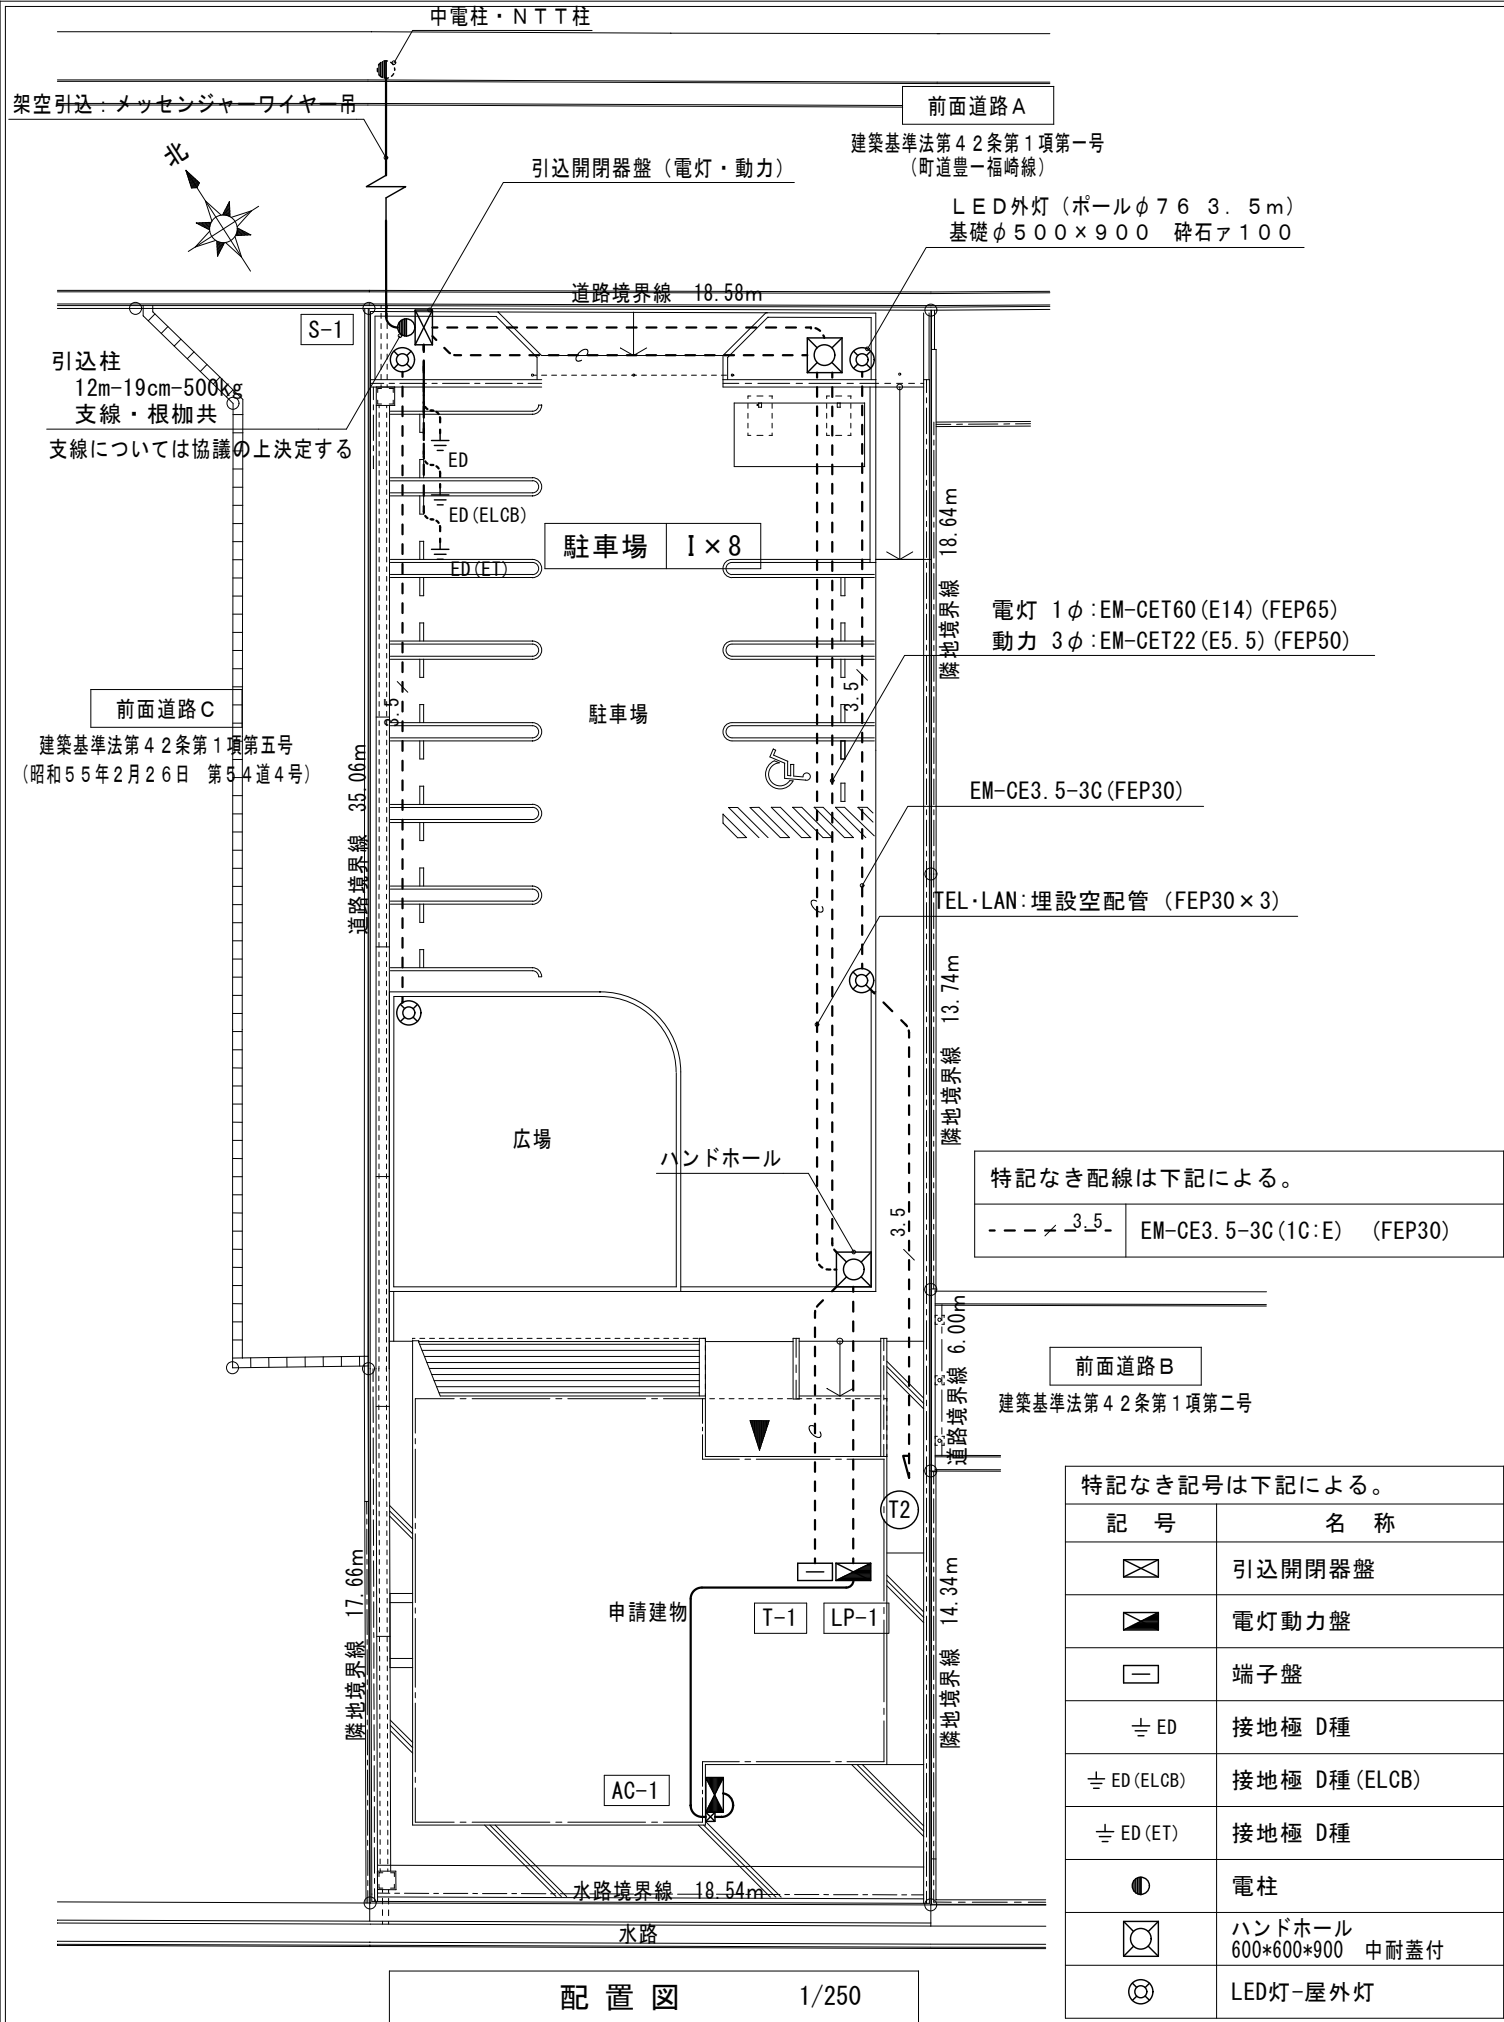 中電柱・ＮＴＴ柱
架空引込：メッセンジャーワイヤー吊
前面道路Ａ
建築基準法第４２条第１項第一号
(町道豊一福崎線)
北
引込開閉器盤（電灯・動力）
ＬＥＤ外灯（ポールφ７６ ３．５ｍ）
基礎φ５００×９００　砕石ァ１００
道路境界線　18.58m
S-1
引込柱
12m-19cm-500kg
支線・根枷共
支線については協議の上決定する
ED
ED(ELCB)
ED(ET)
駐車場　I×8
隣地境界線　18.64m
電灯 1φ:EM-CET60(E14)(FEP65)
動力 3φ:EM-CET22(E5.5)(FEP50)
前面道路Ｃ
建築基準法第４２条第１項第五号
(昭和５５年２月２６日　第５４道４号)
3.5
駐車場
3.5
道路境界線　35.06m
EM-CE3.5-3C(FEP30)
TEL･LAN:埋設空配管 (FEP30×3)
隣地境界線　13.74m
広場
ハンドホール
3.5
特記なき配線は下記による。
3.5　EM-CE3.5-3C(1C:E)　(FEP30)
道路境界線 6.00m
前面道路Ｂ
建築基準法第４２条第１項第二号
T2
隣地境界線　17.66m
申請建物
T-1
LP-1
隣地境界線　14.34m
AC-1
水路境界線　18.54m
水路
特記なき記号は下記による。
記　号　名　称
引込開閉器盤
電灯動力盤
端子盤
ED　接地極 D種
ED(ELCB)　接地極 D種(ELCB)
ED(ET)　接地極 D種
電柱
ハンドホール
600*600*900　中耐蓋付
LED灯-屋外灯
配 置 図　1/250